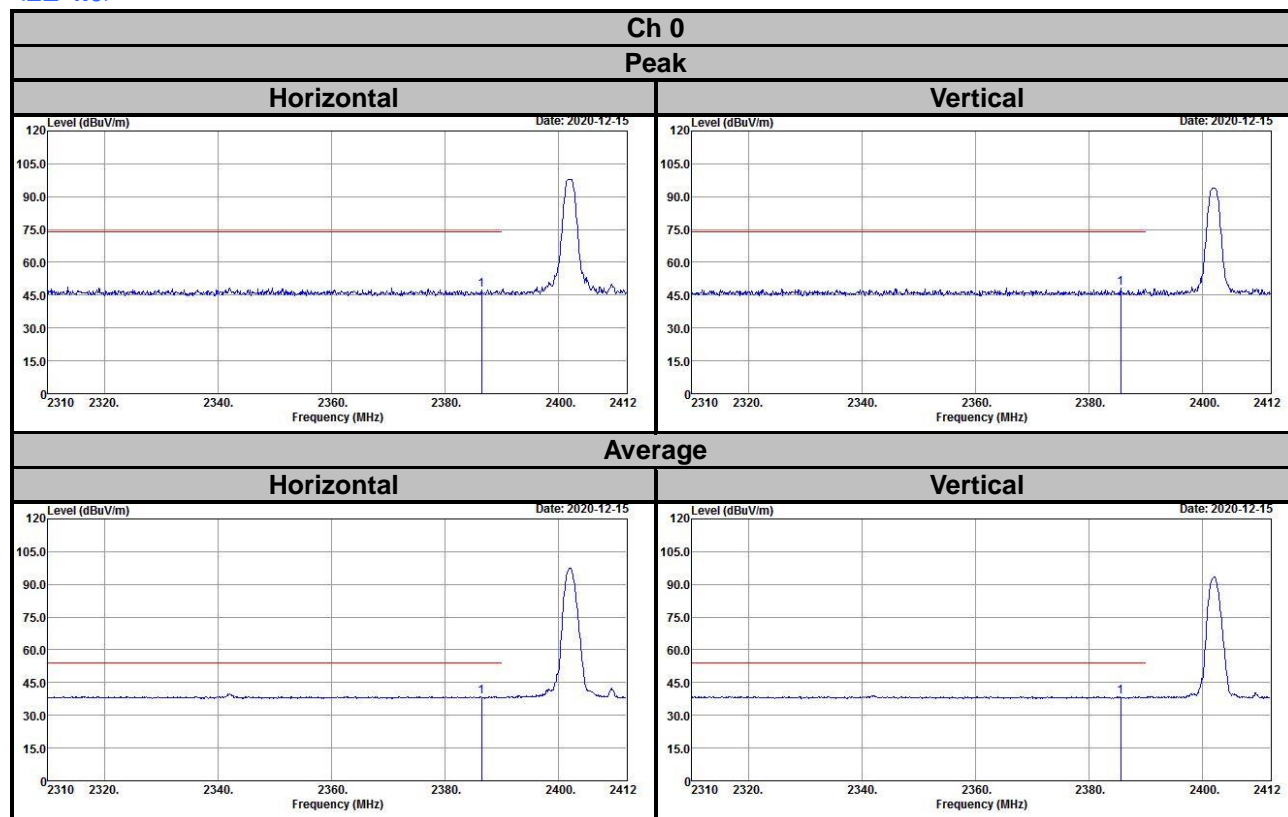 Ch 0
Peak
Horizontal Vertical
Level (dBuV/m) Date: 2020-12-15 Level (dBuV/m) Date: 2020-12-15
120 120
105.0 105.0
90.0 90.0
75.0 75.0
60.0 60.0
1 1
45.0 45.0
30.0 30.0
15.0 15.0
0 0
2310 2320. 2340. 2360. 2380. 2400. 2412 2310 2320. 2340. 2360. 2380. 2400. 2412
Frequency (MHz) Frequency (MHz)
Average
Horizontal Vertical
Level (dBuV/m) Date: 2020-12-15 Level (dBuV/m) Date: 2020-12-15
120 120
105.0 105.0
90.0 90.0
75.0 75.0
60.0 60.0
45.0 45.0
1 1
30.0 30.0
15.0 15.0
0 0
2310 2320. 2340. 2360. 2380. 2400. 2412 2310 2320. 2340. 2360. 2380. 2400. 2412
Frequency (MHz) Frequency (MHz)